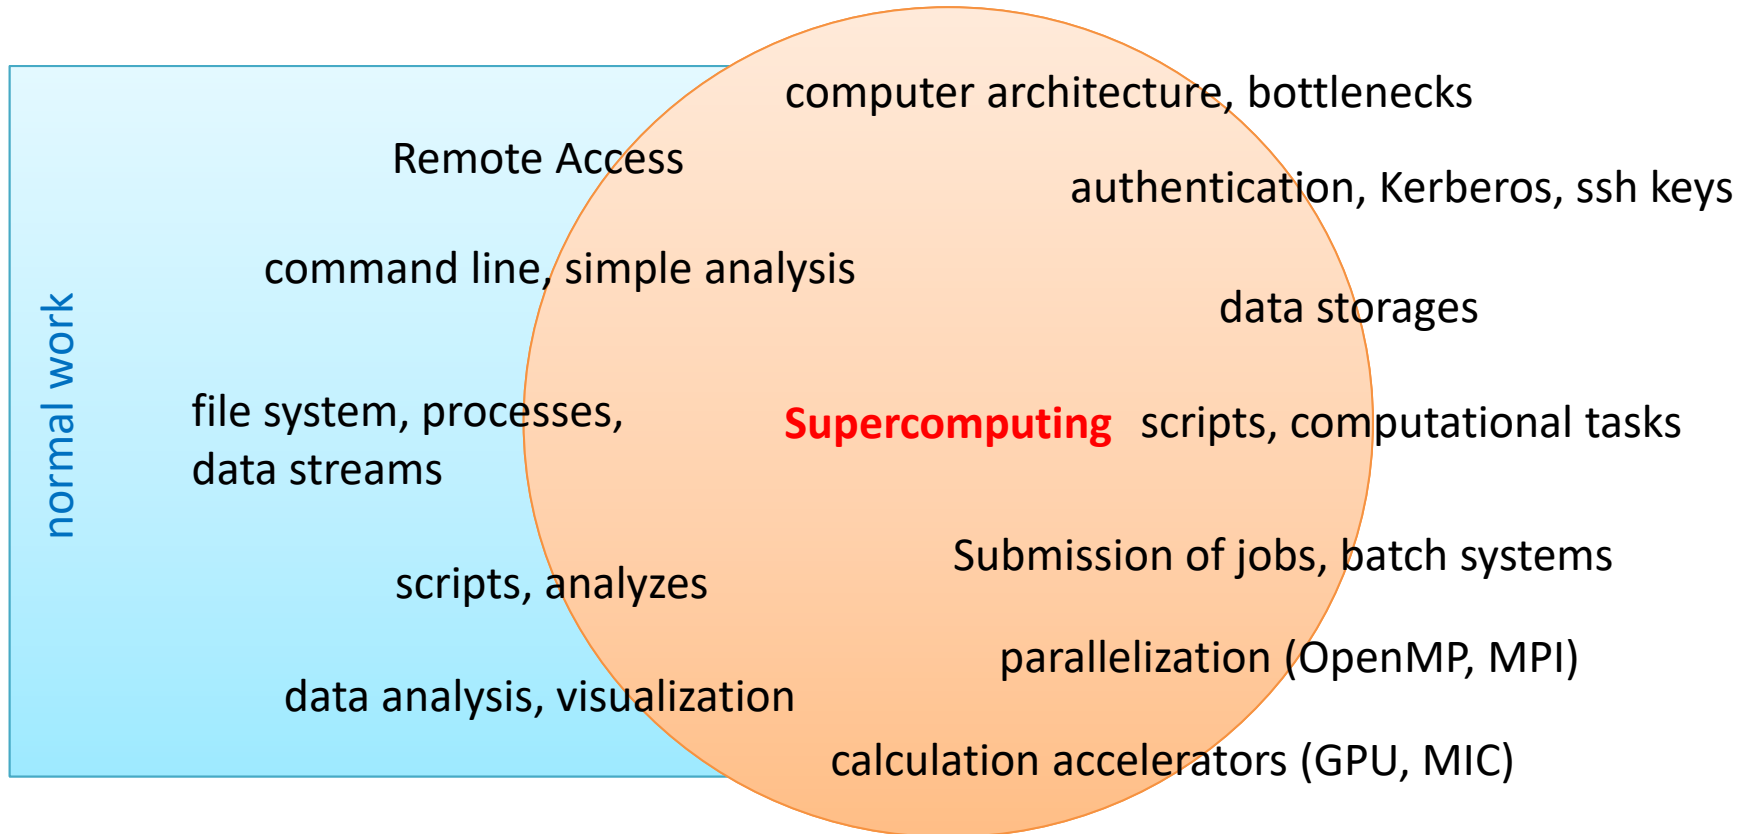 normal work
Remote Access
command line, simple analysis
file system, processes,
data streams
scripts, analyzes
data analysis, visualization
Supercomputing
computer architecture, bottlenecks
authentication, Kerberos, ssh keys
data storages
scripts, computational tasks
Submission of jobs, batch systems
parallelization (OpenMP, MPI)
calculation accelerators (GPU, MIC)